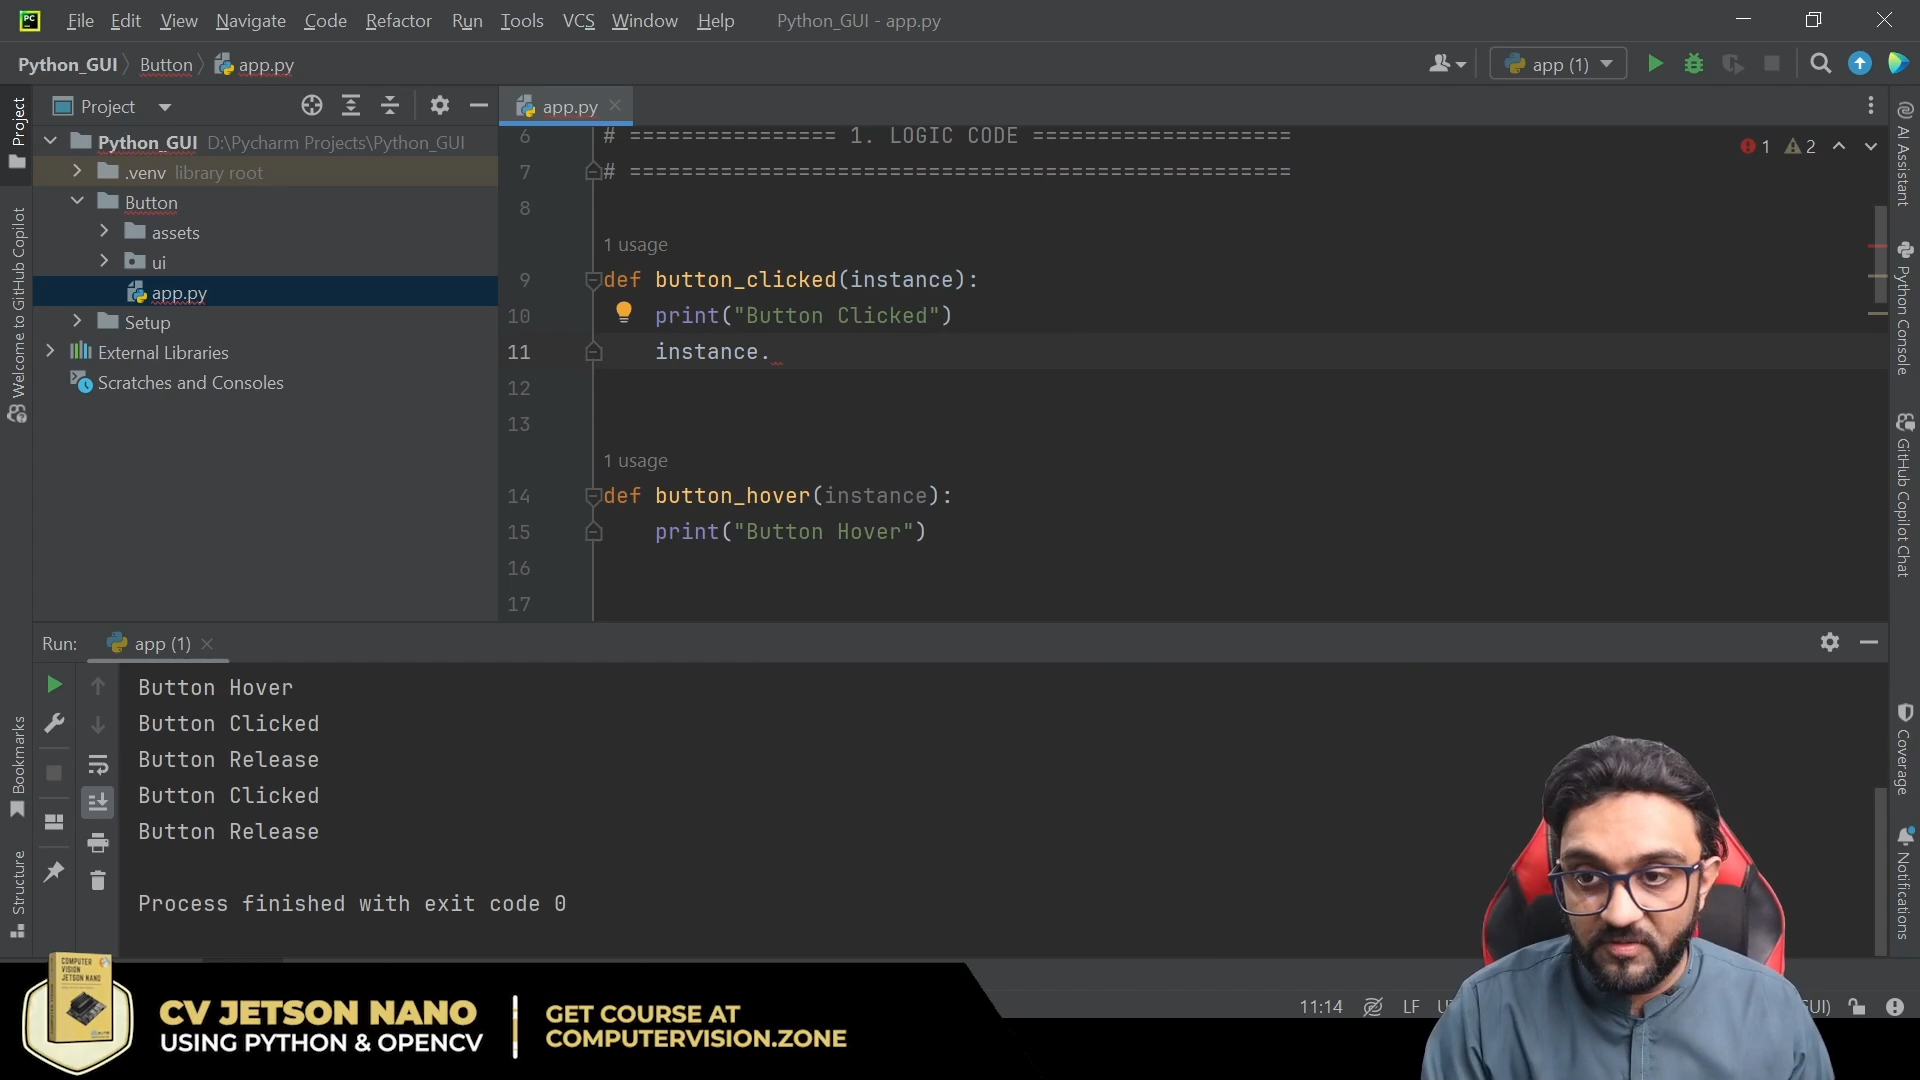 File Edit View Navigate Code Refactor Run Tools VCS Window Help Python_GUI - app.py
Python_GUI Button app.py
app (1)
Project
app.py
Python_GUI D:\Pycharm Projects\Python_GUI
.venv library root
Button
assets
ui
app.py
Setup
External Libraries
Scratches and Consoles
Project
Welcome to GitHub Copilot
Bookmarks
Structure
6 # ================ 1. LOGIC CODE ====================
7 # ===================================================
8
1 usage
9 def button_clicked(instance):
10 print("Button Clicked")
11 instance.
12
13
1 usage
14 def button_hover(instance):
15 print("Button Hover")
16
17
1 2
AI Assistant
Python Console
GitHub Copilot Chat
Coverage
Notifications
Run: app (1)
Button Hover
Button Clicked
Button Release
Button Clicked
Button Release
Process finished with exit code 0
11:14 LF
COMPUTER
VISION
JETSON NANO
CV JETSON NANO
USING PYTHON & OPENCV
GET COURSE AT
COMPUTERVISION.ZONE